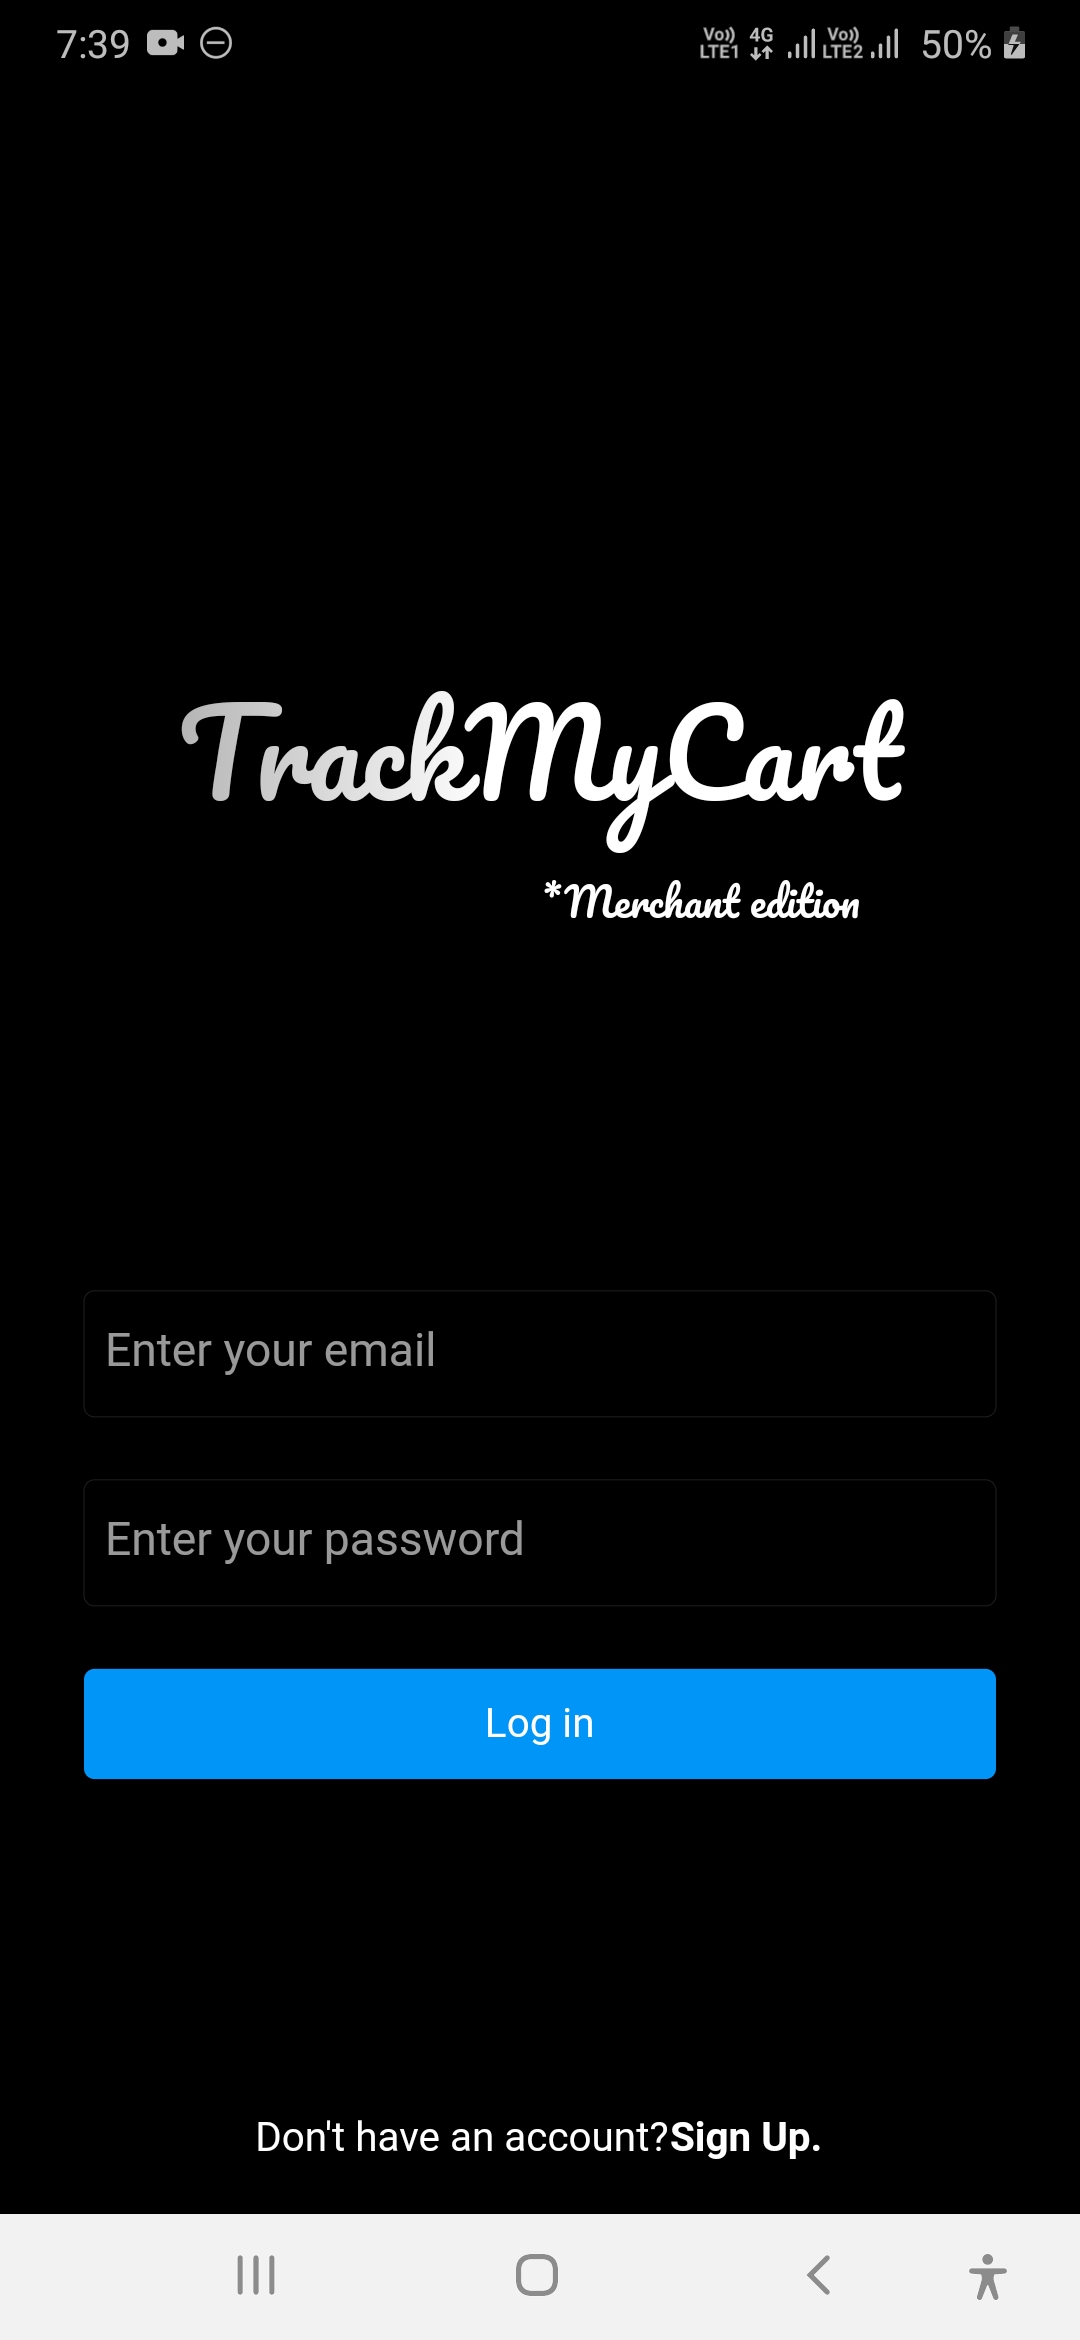 7:39 Vo)) LTE1 4G Vo)) LTE2 50%
TrackMyCart
*Merchant edition
Enter your email
Enter your password
Log in
Don't have an account?Sign Up.